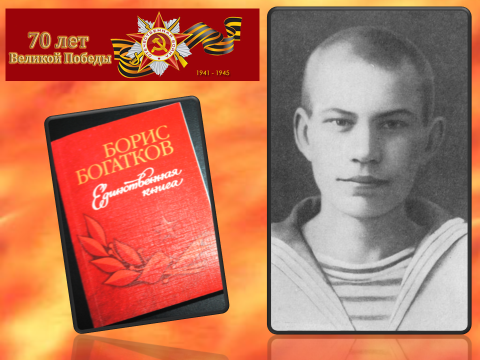 70 лет
Великой Победы
1941 - 1945
БОРИС
БОГАТКОВ
Единственная
книга